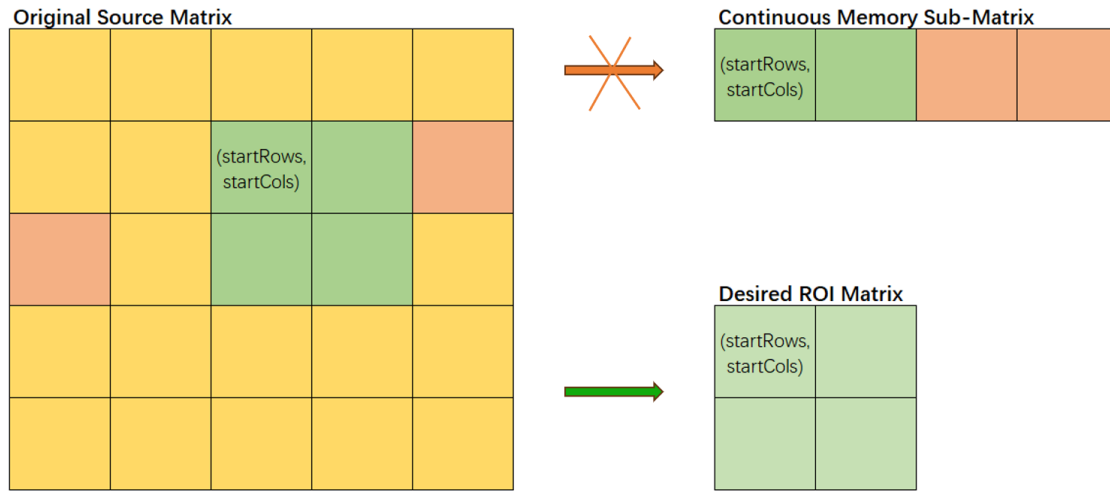 Original Source Matrix
Continuous Memory Sub-Matrix
(startRows,
startCols)
(startRows,
startCols)
Desired ROI Matrix
(startRows,
startCols)